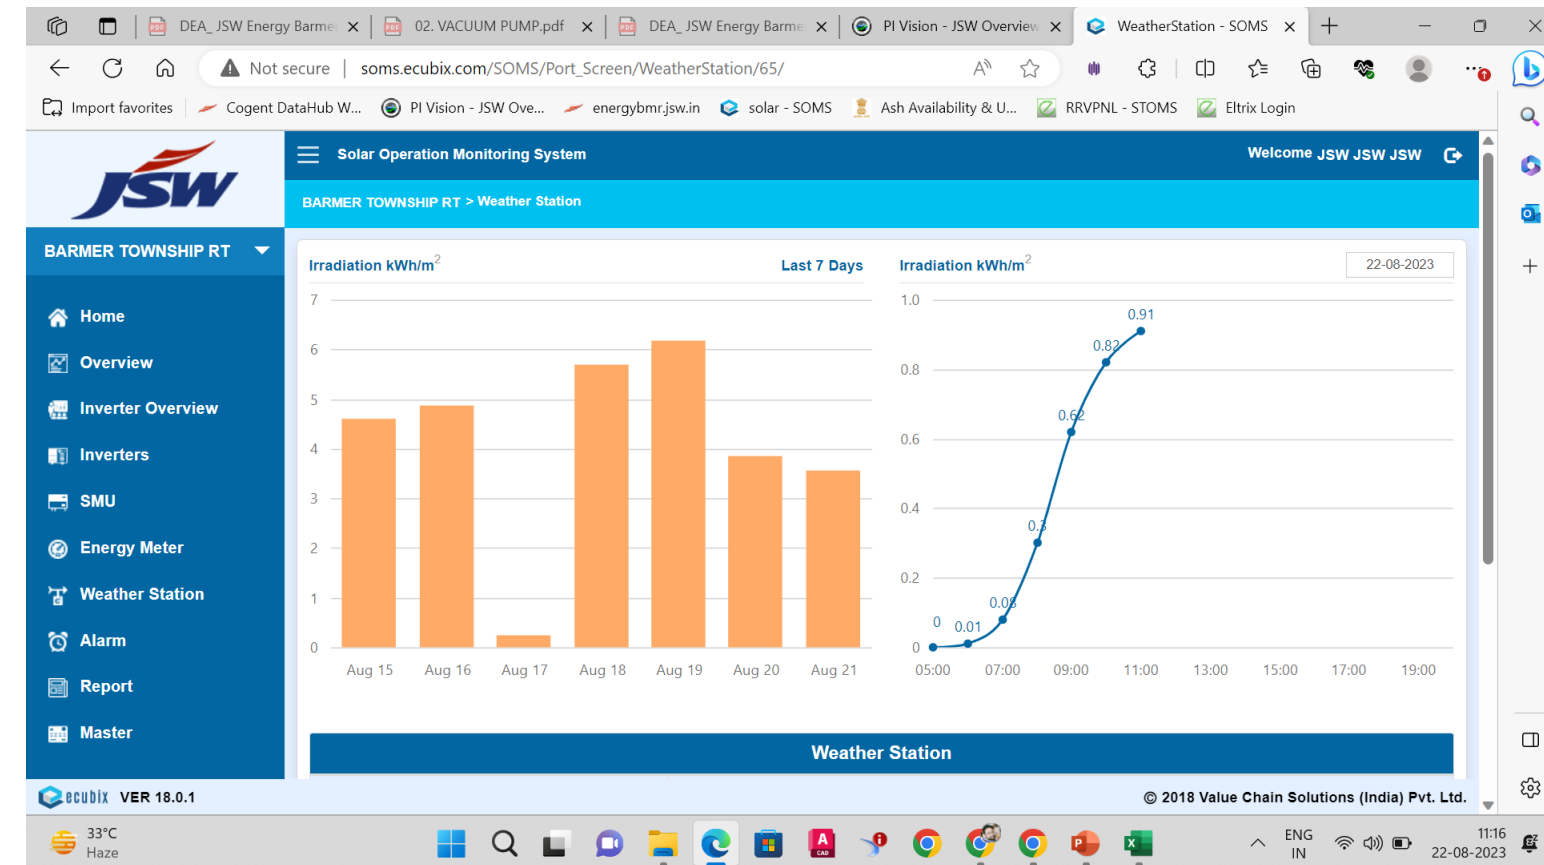 DEA_ JSW Energy Barme
02. VACUUM PUMP.pdf
DEA_ JSW Energy Barme
PI Vision - JSW Overview
WeatherStation - SOMS
Not secure
soms.ecubix.com/SOMS/Port_Screen/WeatherStation/65/
Import favorites
Cogent DataHub W...
PI Vision - JSW Ove...
energybmr.jsw.in
solar - SOMS
Ash Availability & U...
RRVPNL - STOMS
Eltrix Login
JSW
Solar Operation Monitoring System
Welcome JSW JSW JSW
BARMER TOWNSHIP RT > Weather Station
BARMER TOWNSHIP RT
Home
Overview
Inverter Overview
Inverters
SMU
Energy Meter
Weather Station
Alarm
Report
Master
Irradiation kWh/m2
Last 7 Days
7
6
5
4
3
2
1
0
Aug 15 Aug 16 Aug 17 Aug 18 Aug 19 Aug 20 Aug 21
Irradiation kWh/m2
22-08-2023
1.0
0.8
0.6
0.4
0.2
0
0
0.01
0.08
0.3
0.62
0.82
0.91
05:00 07:00 09:00 11:00 13:00 15:00 17:00 19:00
Weather Station
ecubix VER 18.0.1
© 2018 Value Chain Solutions (India) Pvt. Ltd.
33°C
Haze
ENG
IN
11:16
22-08-2023